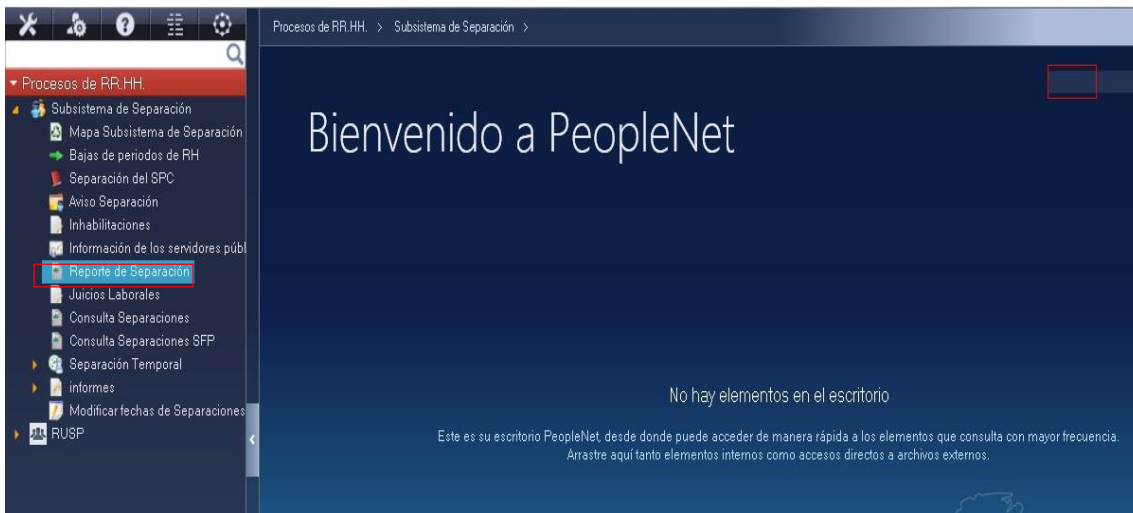 Procesos de RR.HH. > Subsistema de Separación >
Procesos de RR.HH.
Subsistema de Separación
Mapa Subsistema de Separación
Bajas de periodos de RH
Separación del SPC
Aviso Separación
Inhabilitaciones
Información de los servidores públ
Reporte de Separación
Juicios Laborales
Consulta Separaciones
Consulta Separaciones SFP
Separación Temporal
informes
Modificar fechas de Separaciones
RUSP
Bienvenido a PeopleNet
No hay elementos en el escritorio
Este es su escritorio PeopleNet, desde donde puede acceder de manera rápida a los elementos que consulta con mayor frecuencia.
Arrastre aquí tanto elementos internos como accesos directos a archivos externos.